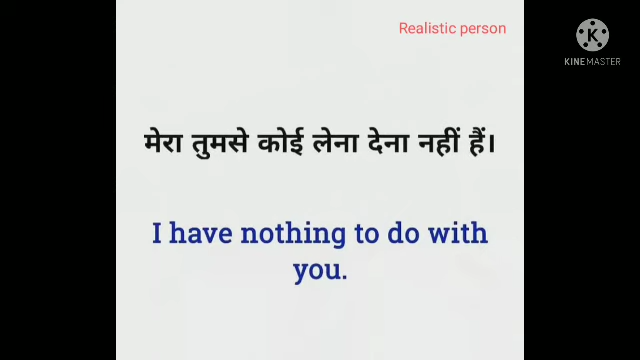 Realistic person
K
KINEMASTER
मेरा तुमसे कोई लेना देना नहीं हैं।
I have nothing to do with
you.